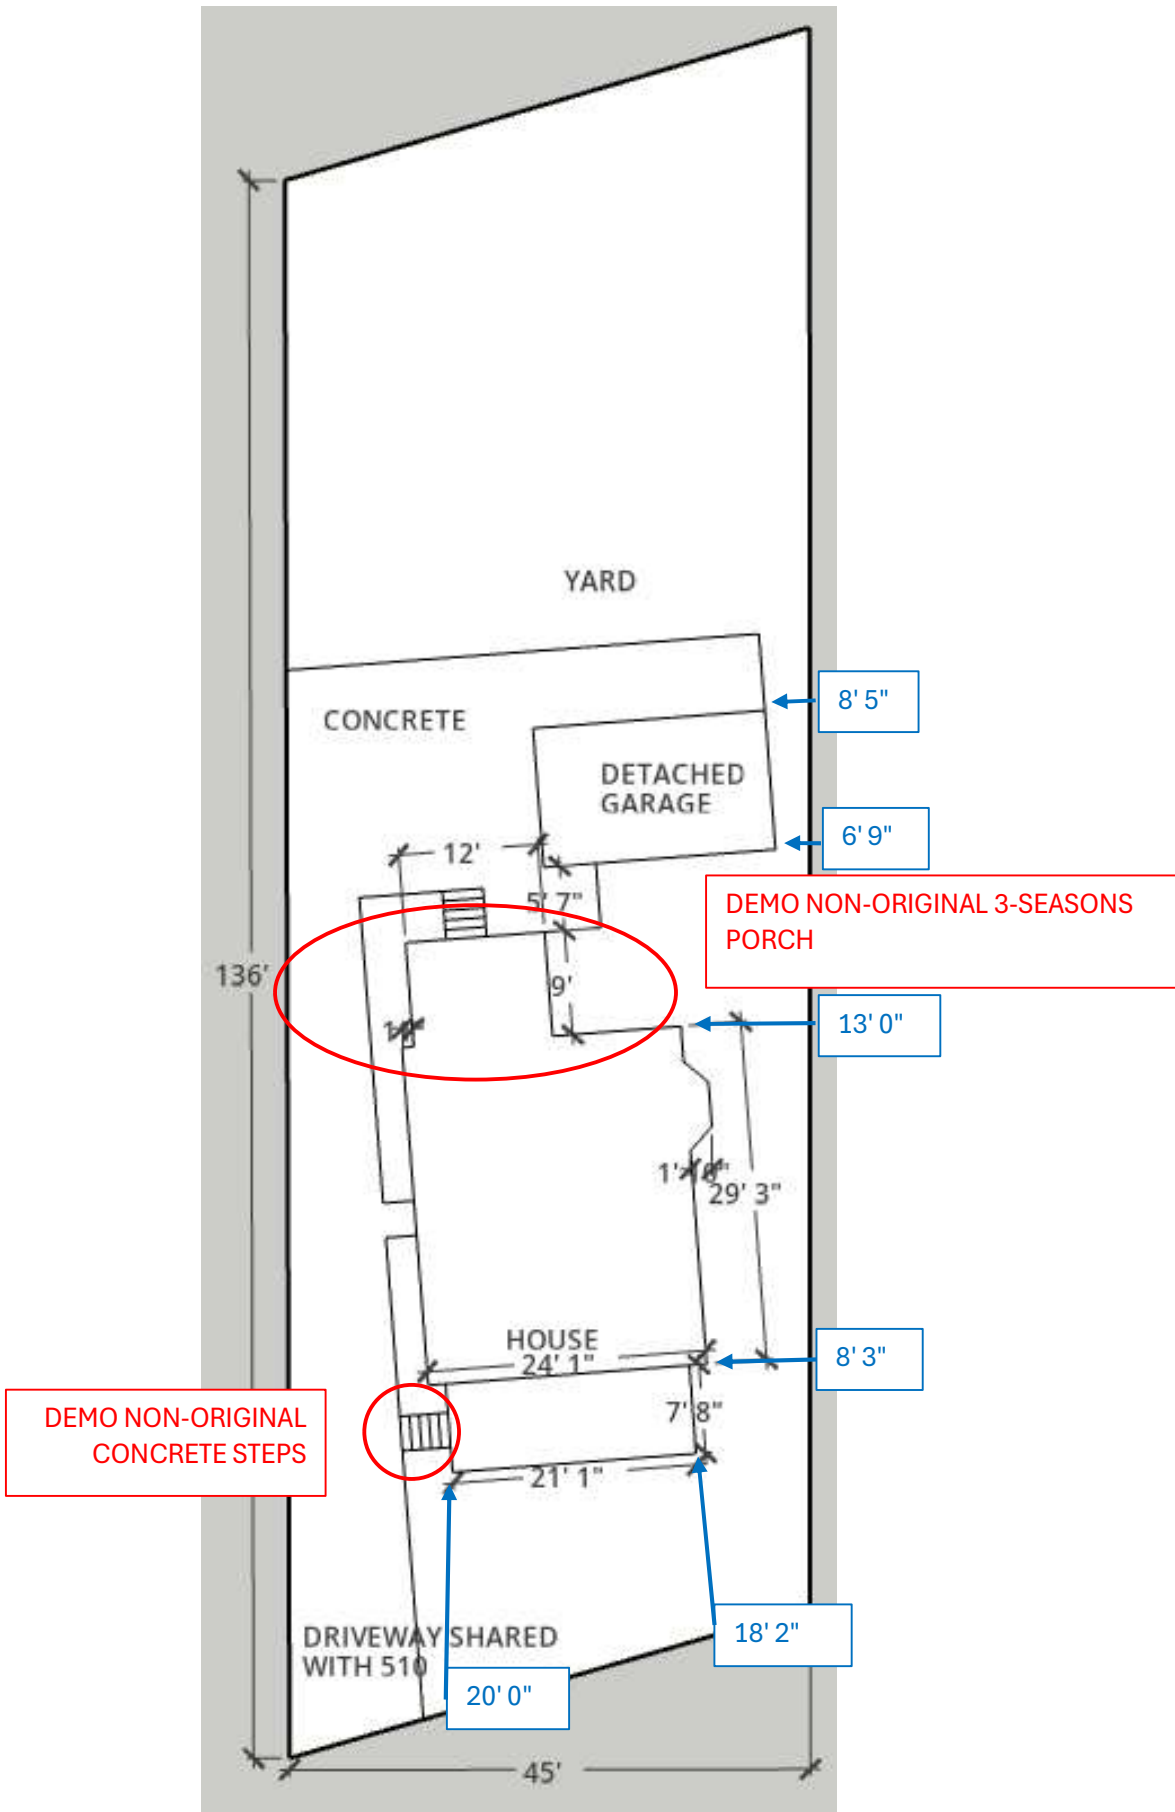 YARD
8' 5"
CONCRETE
DETACHED
GARAGE
6' 9"
12'
5' 7"
DEMO NON-ORIGINAL 3-SEASONS
PORCH
136'
9'
13' 0"
29' 3"
HOUSE
24' 1"
8' 3"
DEMO NON-ORIGINAL
CONCRETE STEPS
7' 8"
21' 1"
18' 2"
DRIVEWAY SHARED
WITH 510
20' 0"
45'